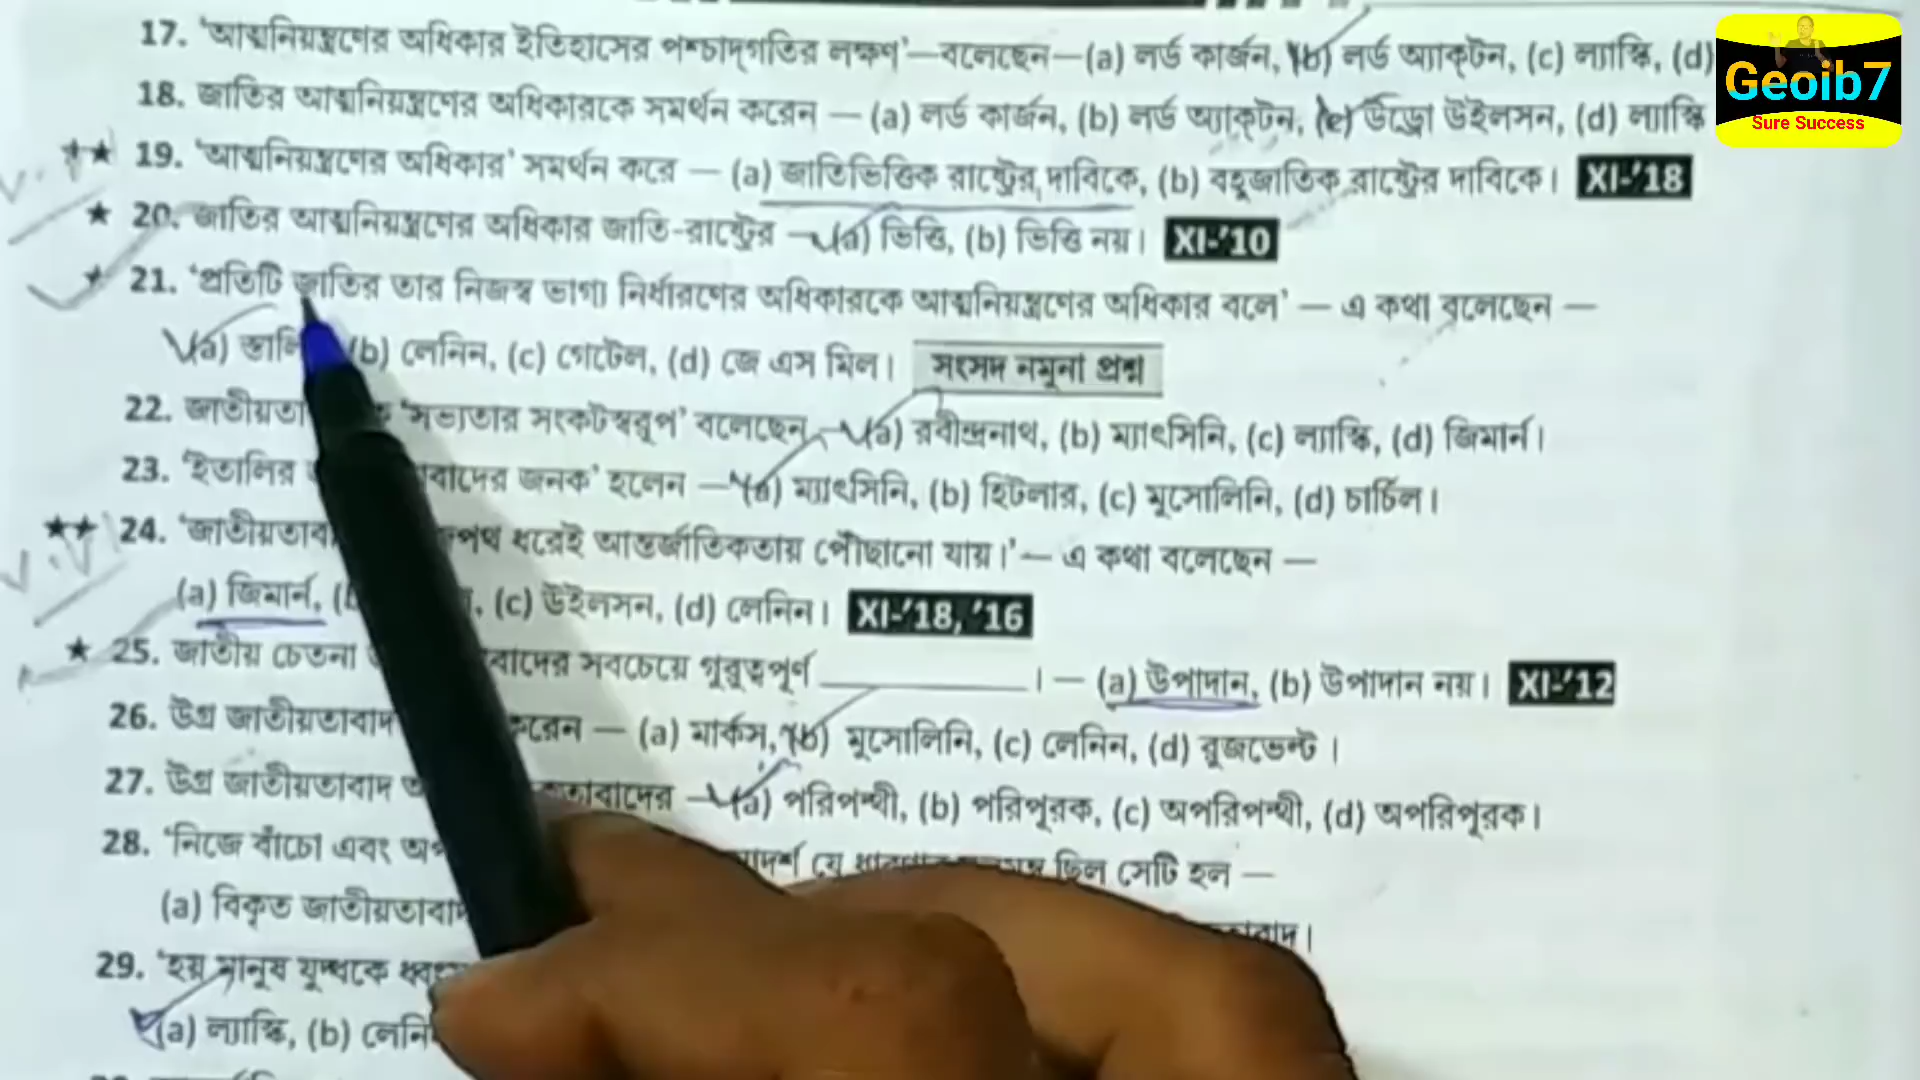 17. ‘আত্মনিয়ন্ত্রণের অধিকার ইতিহাসের পশ্চাদ্‌গতির লক্ষণ’—বলেছেন—(a) লর্ড কার্জন, (b) লর্ড অ্যাক্‌টন, (c) ল্যাস্কি, (d)
18. জাতির আত্মনিয়ন্ত্রণের অধিকারকে সমর্থন করেন — (a) লর্ড কার্জন, (b) লর্ড অ্যাক্‌টন, (c) উড্রো উইলসন, (d) ল্যাস্কি
★★ 19. ‘আত্মনিয়ন্ত্রণের অধিকার’ সমর্থন করে — (a) জাতিভিত্তিক রাষ্ট্রের দাবিকে, (b) বহুজাতিক রাষ্ট্রের দাবিকে। XI-’18
★ 20. জাতির আত্মনিয়ন্ত্রণের অধিকার জাতি-রাষ্ট্রের — (a) ভিত্তি, (b) ভিত্তি নয়। XI-’10
★ 21. ‘প্রতিটি জাতির তার নিজস্ব ভাগ্য নির্ধারণের অধিকারকে আত্মনিয়ন্ত্রণের অধিকার বলে’ — এ কথা বলেছেন —
(a) (b) লেনিন, (c) গেটেল, (d) জে এস মিল। সংসদ নমুনা প্রশ্ন
22. ‘সভ্যতার সংকটস্বরূপ’ বলেছেন — (a) রবীন্দ্রনাথ, (b) ম্যাৎসিনি, (c) ল্যাস্কি, (d) জিমার্ন।
23. ‘ইতালির জনক’ হলেন — (a) ম্যাৎসিনি, (b) হিটলার, (c) মুসোলিনি, (d) চার্চিল।
★★ 24. পথ ধরেই আন্তর্জাতিকতায় পৌঁছানো যায়।’— এ কথা বলেছেন —
(a) জিমার্ন, (c) উইলসন, (d) লেনিন। XI-’18, ’16
★ 25. জাতীয় চেতনা সবচেয়ে গুরুত্বপূর্ণ ____________ । — (a) উপাদান, (b) উপাদান নয়। XI-’12
26. উগ্র জাতীয়তাবাদ করেন — (a) মার্কস, (b) মুসোলিনি, (c) লেনিন, (d) রুজভেল্ট।
27. উগ্র জাতীয়তাবাদ — (a) পরিপন্থী, (b) পরিপূরক, (c) অপরিপন্থী, (d) অপরিপূরক।
28. ‘নিজে বাঁচো এবং যে ছিল সেটি হল —
(a) বিকৃত
29. ‘হয় মানুষ যুদ্ধকে
(a) ল্যাস্কি, (b)
Geoib7
Sure Success